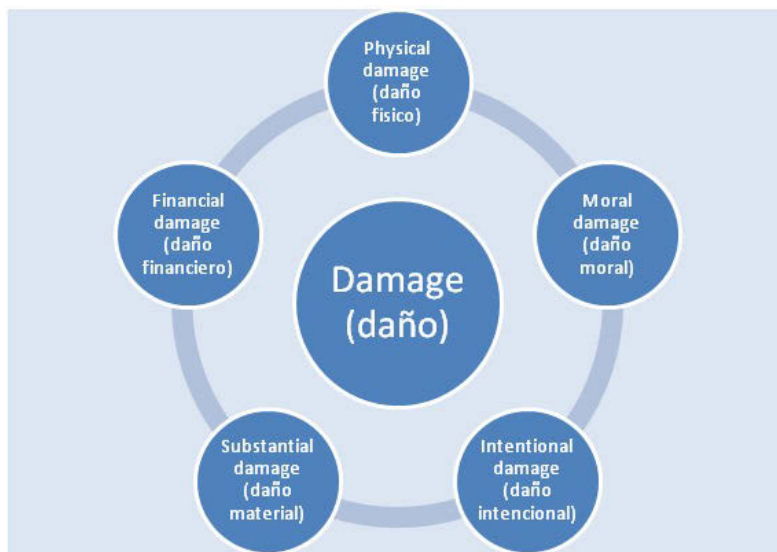 Physical
damage
(daño
físico)
Moral
damage
(daño
moral)
Intentional
damage
(daño
intencional)
Substantial
damage
(daño
material)
Financial
damage
(daño
financiero)
Damage
(daño)